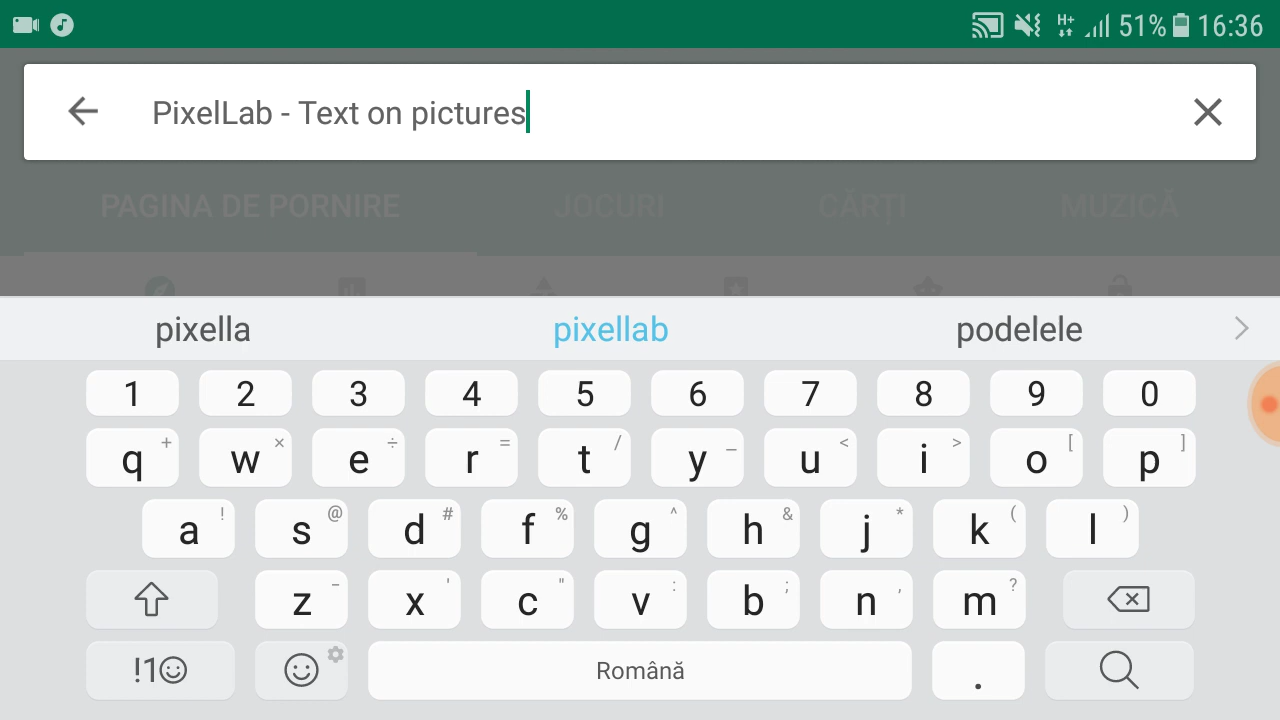 H+ 51% 16:36
PixelLab - Text on pictures
PAGINA DE PORNIRE JOCURI CĂRȚI MUZICĂ
pixella pixellab podelele
1 2 3 4 5 6 7 8 9 0
q + w × e ÷ r = t / y _ u < i > o [ p ]
a ! s @ d # f % g ^ h & j * k ( l )
z - x ' c " v : b ; n , m ?
!1☺ Română .